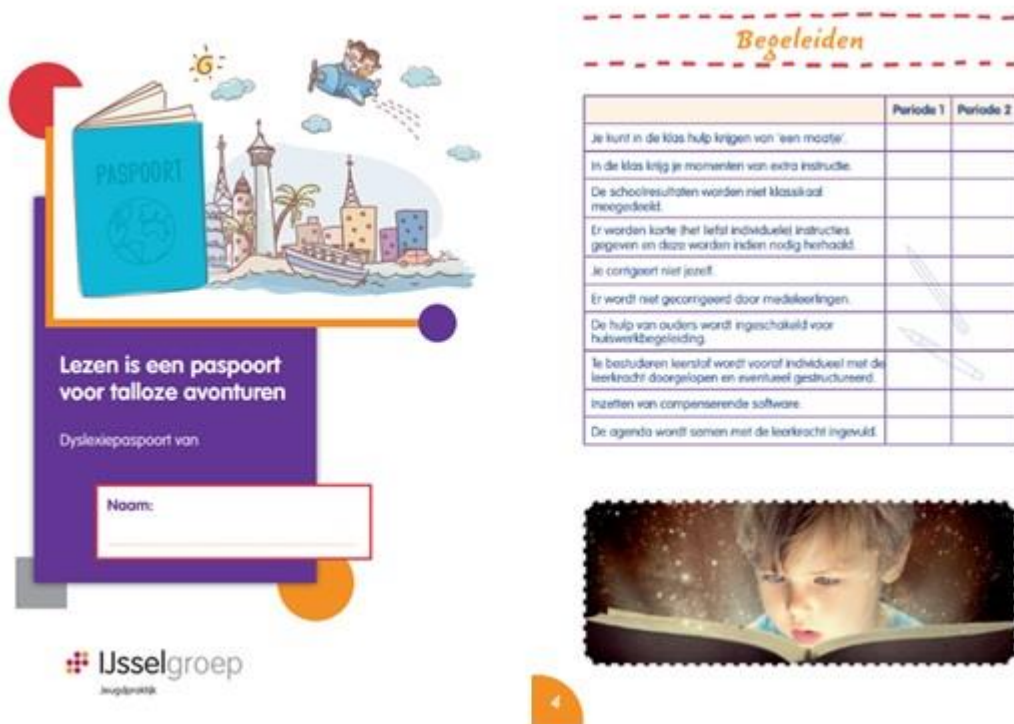 PASPOORT
Lezen is een paspoort
voor talloze avonturen
Dyslexiepaspoort van
Naam:
IJsselgroep
Jeugdpraktijk
Begeleiden
Periode 1 Periode 2
Je kunt in de klas hulp krijgen van 'een maatje'.
In de klas krijg je momenten van extra instructie.
De schoolresultaten worden niet klassikaal
meegedeeld.
Er worden korte (het liefst individuele) instructies
gegeven en deze worden indien nodig herhaald.
Je corrigeert niet jezelf.
Er wordt niet gecorrigeerd door medeleerlingen.
De hulp van ouders wordt ingeschakeld voor
huiswerkbegeleiding.
Te bestuderen leerstof wordt vooraf individueel met de
leerkracht doorgelopen en eventueel gestructureerd.
Inzetten van compenserende software.
De agenda wordt samen met de leerkracht ingevuld.
4